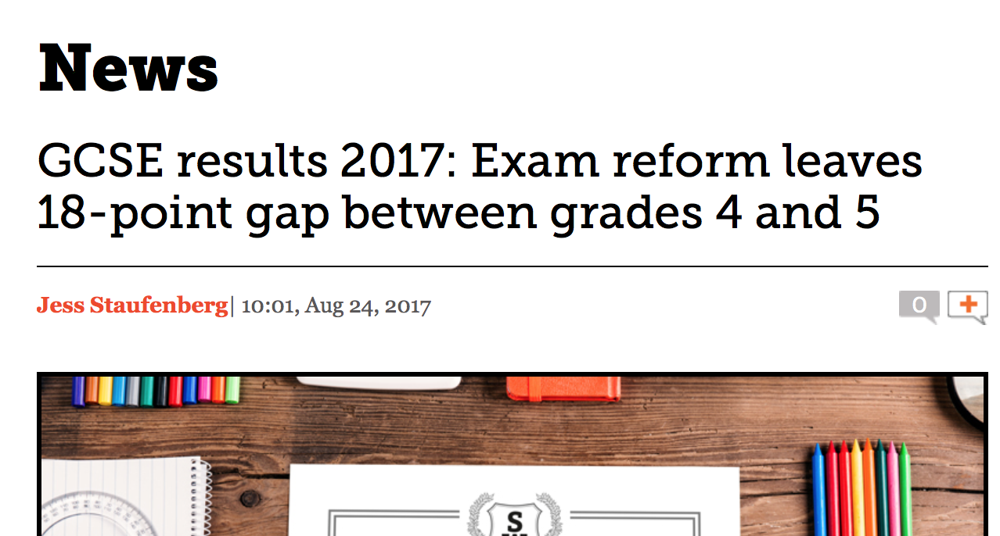 News
GCSE results 2017: Exam reform leaves
18-point gap between grades 4 and 5
Jess Staufenberg| 10:01, Aug 24, 2017
0
S